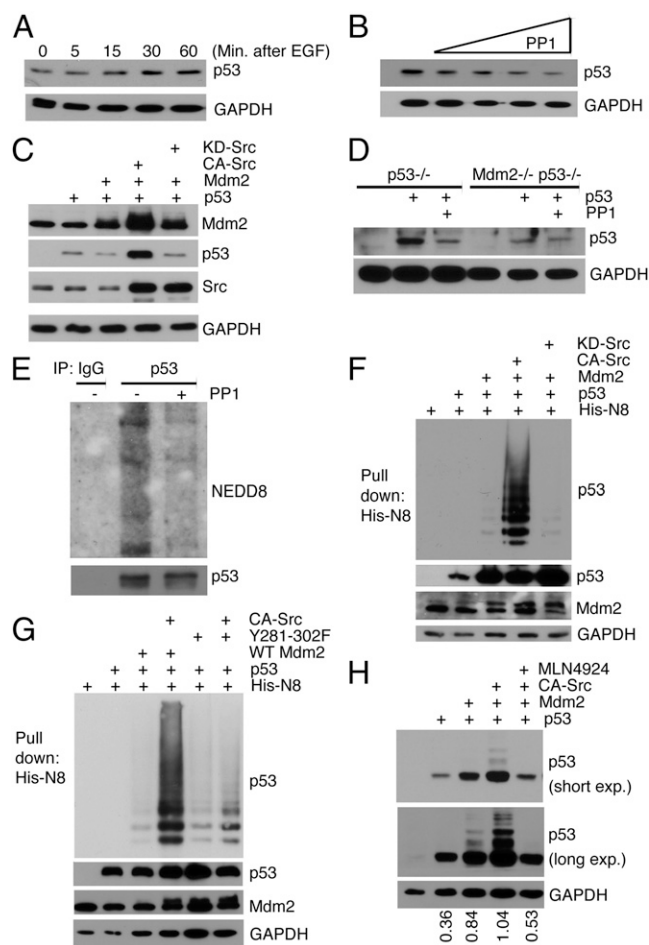 A
0 5 15 30 60 (Min. after EGF)
p53
GAPDH
B
PP1
p53
GAPDH
C
KD-Src
+
CA-Src
+
Mdm2
+ + +
p53
+ + + +
Mdm2
p53
Src
GAPDH
D
p53-/- Mdm2-/- p53-/-
+ + + + p53
+ + PP1
p53
GAPDH
E
IP: IgG p53
- - + PP1
NEDD8
p53
F
+ KD-Src
+ CA-Src
+ + + Mdm2
+ + + + p53
+ + + + + His-N8
Pull
down:
His-N8
p53
p53
Mdm2
GAPDH
G
+ + CA-Src
+ + Y281-302F
+ + WT Mdm2
+ + + + + p53
+ + + + + + His-N8
Pull
down:
His-N8
p53
p53
Mdm2
GAPDH
H
+ MLN4924
+ + CA-Src
+ + + Mdm2
+ + + + p53
p53
(short exp.)
p53
(long exp.)
GAPDH
0.36
0.84
1.04
0.53